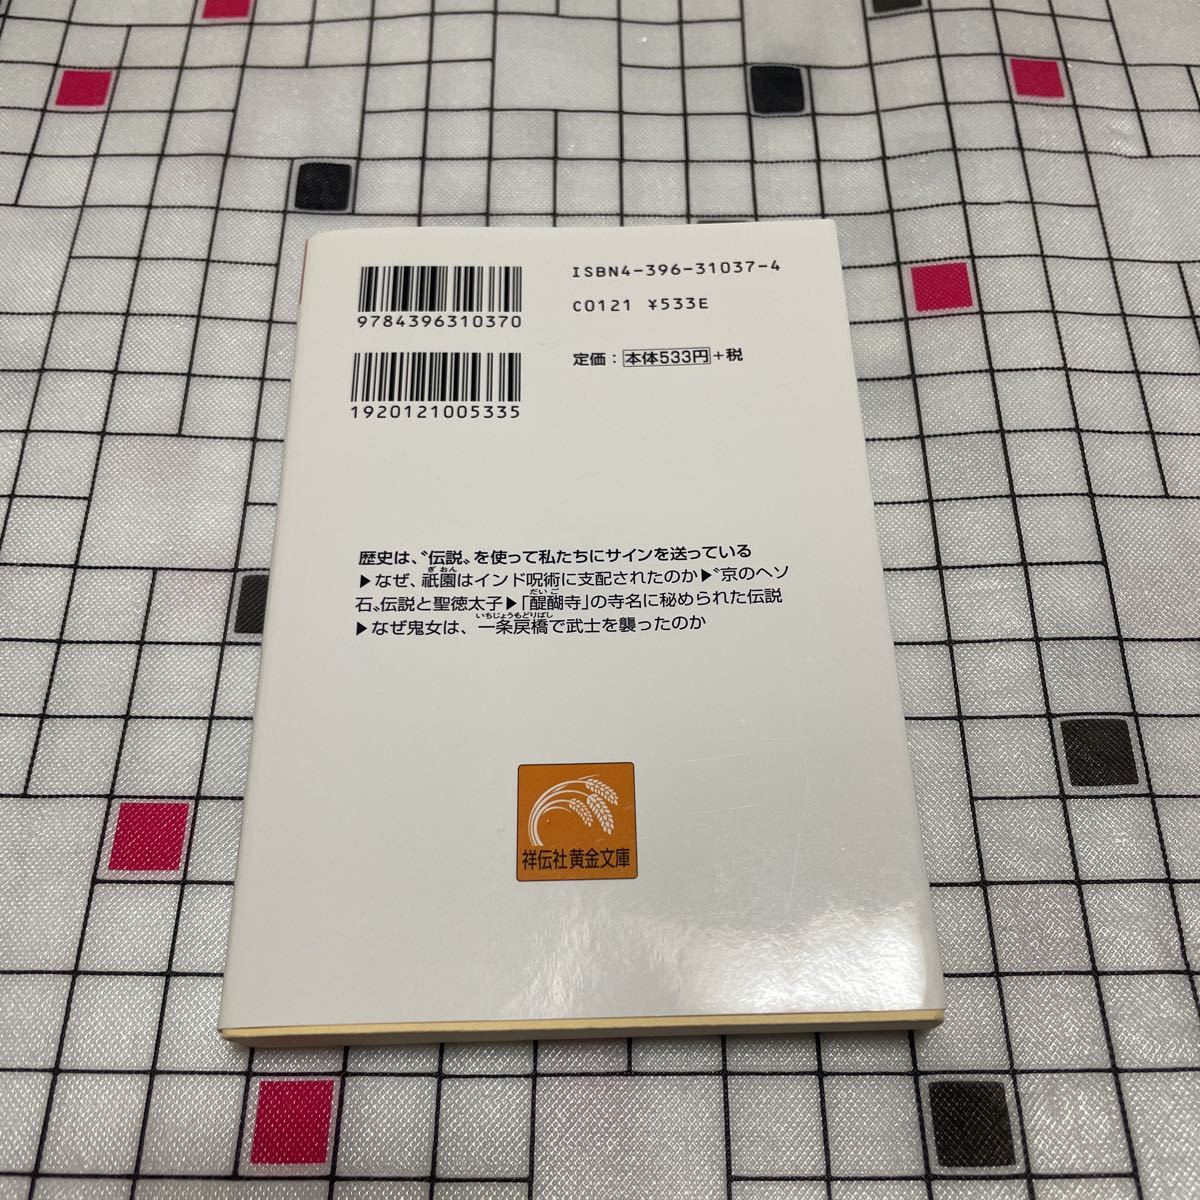 ISBN4-396-31037-4
9784396310370
C0121 ¥533E
定価：本体533円+税
1920121005335
歴史は、〝伝説〟を使って私たちにサインを送っている
ぎおん
▶なぜ、祇園はインド呪術に支配されたのか▶〝京のヘソ
だいご
石〟伝説と聖徳太子▶「醍醐寺」の寺名に秘められた伝説
いちじょうもどりばし
▶なぜ鬼女は、一条戻橋で武士を襲ったのか
祥伝社黄金文庫